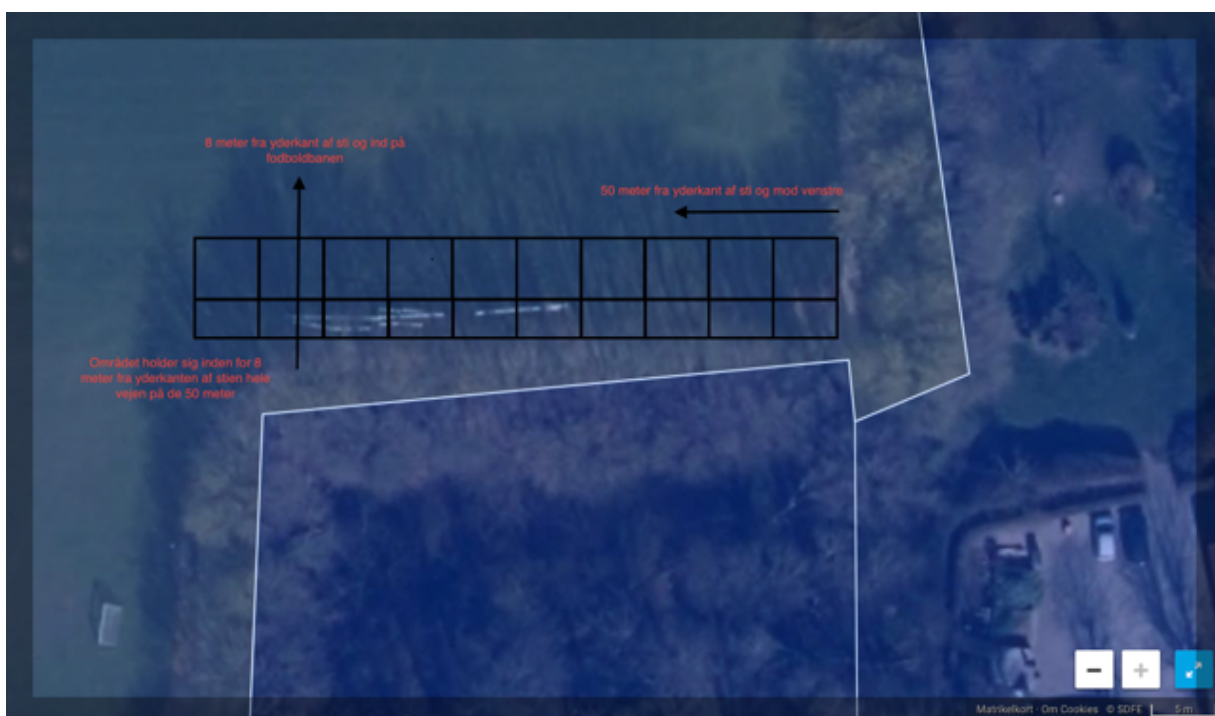 8 meter fra yderkant af sti og ind på
fodboldbanen
50 meter fra yderkant af sti og mod venstre
Området holder sig inden for 8
meter fra yderkanten af stien hele
vejen på de 50 meter
− +
Matrikelkort · Om Cookies © SDFE 5 m